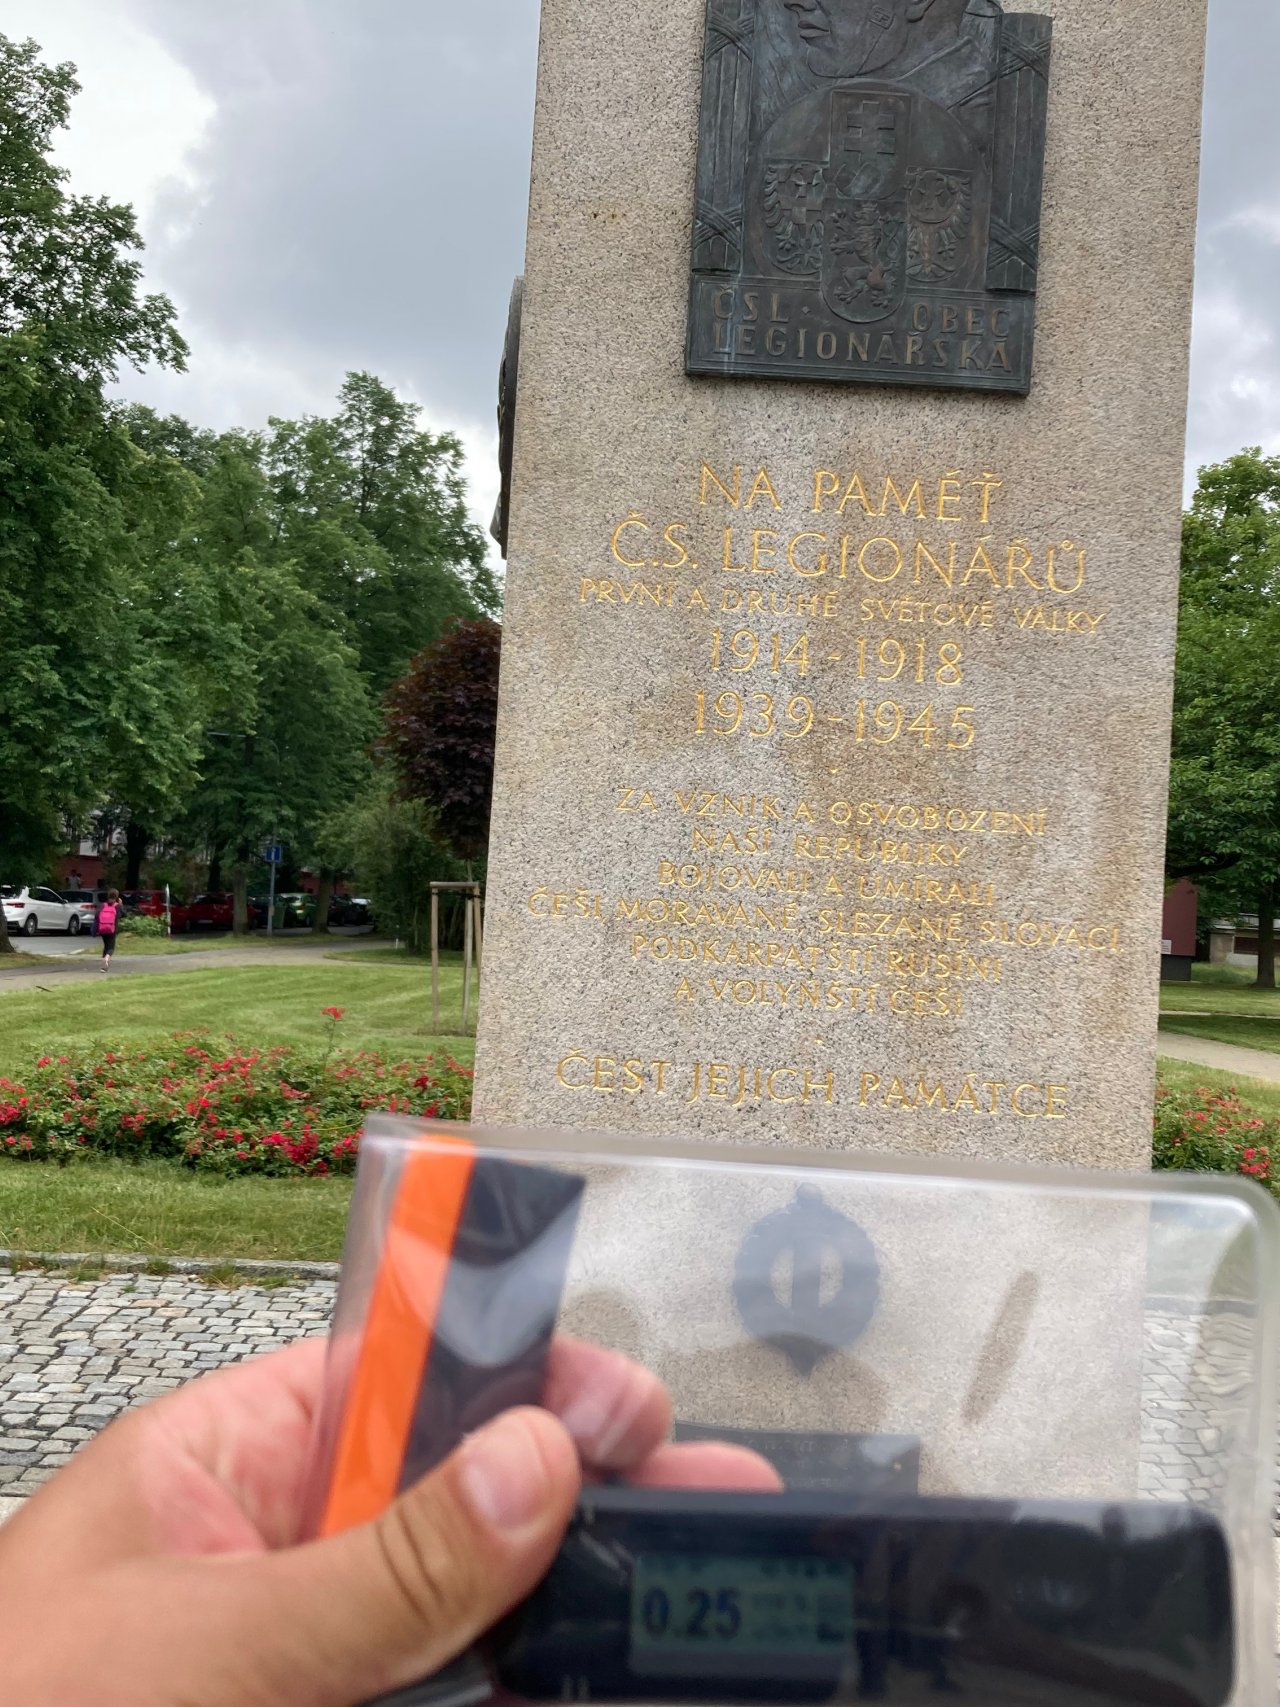 ČSL · OBEC
LEGIONÁŘSKÁ
NA PAMĚŤ
Č.S. LEGIONÁŘŮ
PRVNÍ A DRUHÉ SVĚTOVÉ VÁLKY
1914 - 1918
1939 - 1945
ZA VZNIK A OSVOBOZENÍ
NAŠÍ REPUBLIKY
BOJOVALI A UMÍRALI
ČEŠI, MORAVANÉ, SLEZANÉ, SLOVÁCI,
PODKARPATŠTÍ RUSÍNI
A VOLYŇŠTÍ ČEŠI
ČEST JEJICH PAMÁTCE
0.25